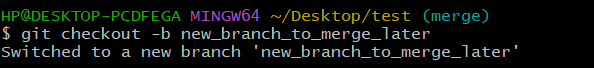 HP@DESKTOP-PCDFEGA MINGW64 ~/Desktop/test (merge)
$ git checkout -b new_branch_to_merge_later
Switched to a new branch 'new_branch_to_merge_later'